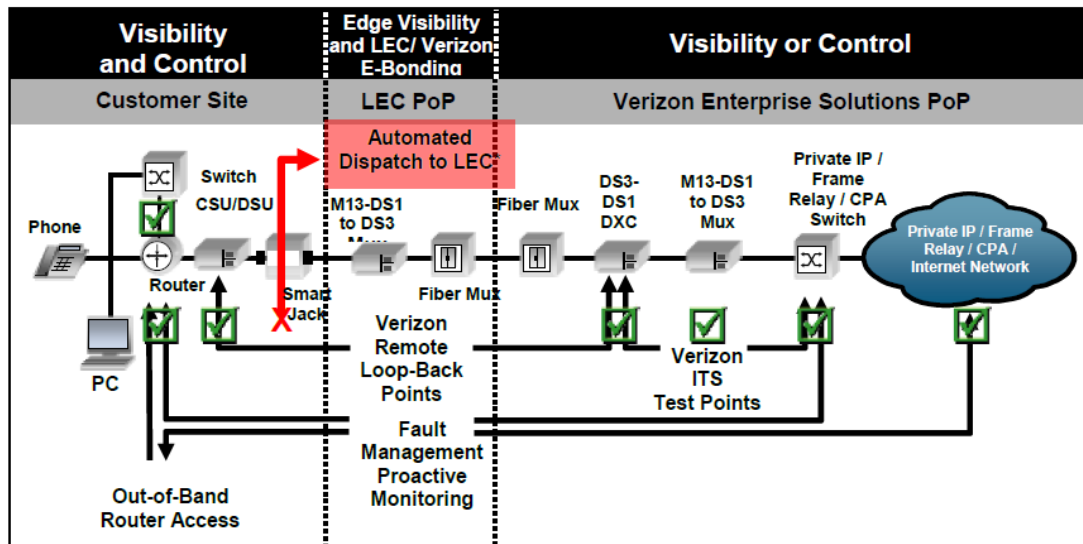 Visibility
and Control
Edge Visibility
and LEC/ Verizon
E-Bonding
Visibility or Control
Customer Site
LEC PoP
Verizon Enterprise Solutions PoP
Automated
Dispatch to LEC*
Switch
CSU/DSU
Phone
Router
Smart
Jack
PC
M13-DS1
to DS3
Mux
Fiber Mux
Fiber Mux
DS3-
DS1
DXC
M13-DS1
to DS3
Mux
Private IP /
Frame
Relay / CPA
Switch
Private IP / Frame
Relay / CPA /
Internet Network
X
Verizon
Remote
Loop-Back
Points
Verizon
ITS
Test Points
Fault
Management
Proactive
Monitoring
Out-of-Band
Router Access